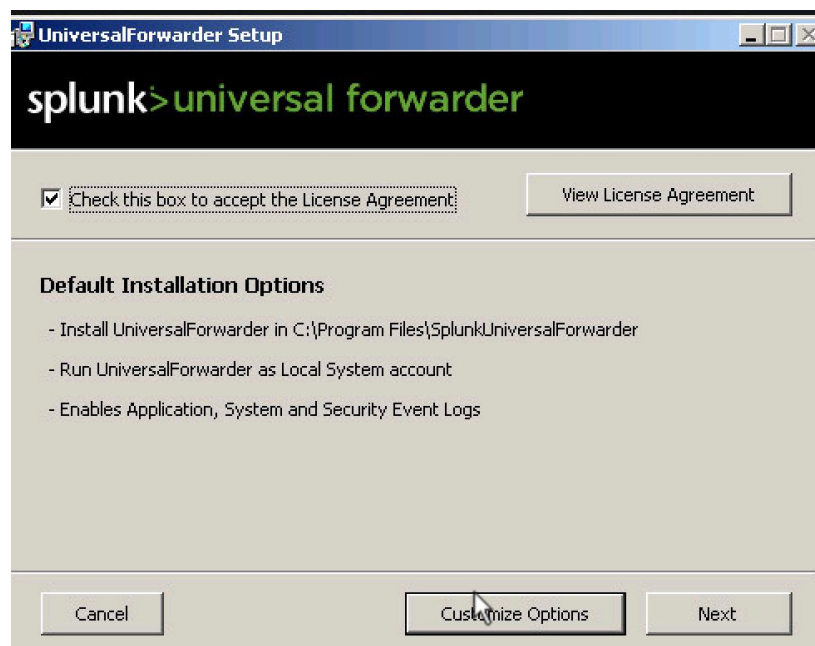 UniversalForwarder Setup
splunk>universal forwarder
Check this box to accept the License Agreement
View License Agreement
Default Installation Options
- Install UniversalForwarder in C:\Program Files\SplunkUniversalForwarder
- Run UniversalForwarder as Local System account
- Enables Application, System and Security Event Logs
Cancel
Customize Options
Next